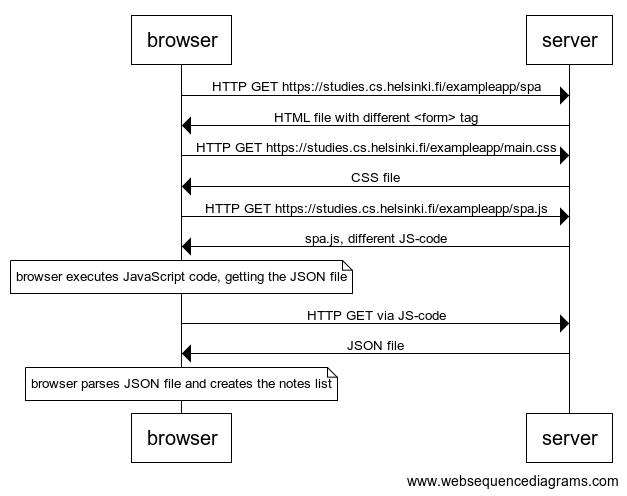 browser server
HTTP GET https://studies.cs.helsinki.fi/exampleapp/spa
HTML file with different <form> tag
HTTP GET https://studies.cs.helsinki.fi/exampleapp/main.css
CSS file
HTTP GET https://studies.cs.helsinki.fi/exampleapp/spa.js
spa.js, different JS-code
browser executes JavaScript code, getting the JSON file
HTTP GET via JS-code
JSON file
browser parses JSON file and creates the notes list
browser server
www.websequencediagrams.com